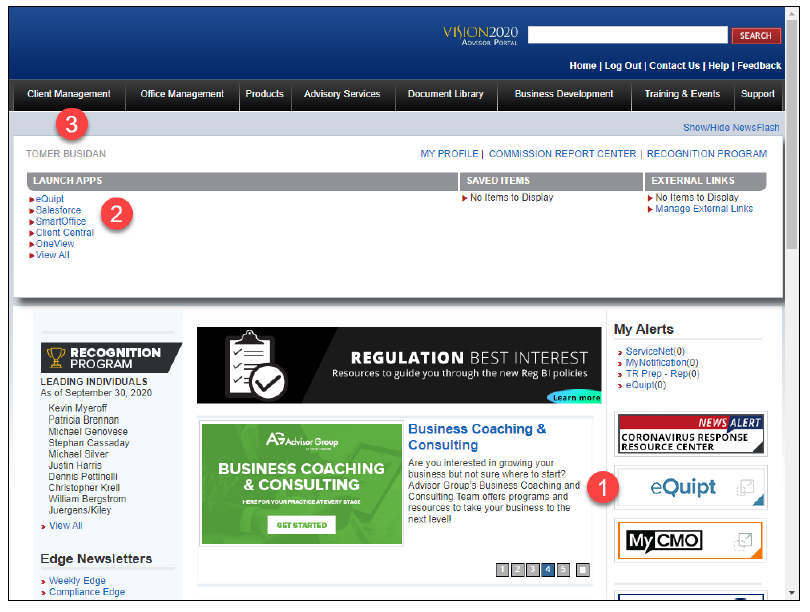 VISION2020
ADVISOR PORTAL
SEARCH
Home | Log Out | Contact Us | Help | Feedback
Client Management Office Management Products Advisory Services Document Library Business Development Training & Events Support
3
Show/Hide NewsFlash
TOMER BUSIDAN MY PROFILE | COMMISSION REPORT CENTER | RECOGNITION PROGRAM
LAUNCH APPS SAVED ITEMS EXTERNAL LINKS
eQuipt No Items to Display No Items to Display
Salesforce Manage External Links
2
SmartOffice
Client Central
OneView
View All
RECOGNITION
PROGRAM
LEADING INDIVIDUALS
As of September 30, 2020
Kevin Myeroff
Patricia Brennan
Michael Genovese
Stephan Cassaday
Michael Silver
Justin Harris
Dennis Pettinelli
Christopher Krell
William Bergstrom
Juergens/Kiley
View All
Edge Newsletters
Weekly Edge
Compliance Edge
REGULATION BEST INTEREST
Resources to guide you through the new Reg BI policies
Learn more
AG Advisor Group
BUSINESS COACHING
& CONSULTING
HERE FOR YOUR PRACTICE AT EVERY STAGE
GET STARTED
Business Coaching &
Consulting
Are you interested in growing your
business but not sure where to start?
Advisor Group's Business Coaching and
Consulting Team offers programs and
resources to take your business to the
next level!
1 2 3 4 5
My Alerts
ServiceNet(0)
MyNotification(0)
TR Prep - Rep(0)
eQuipt(0)
NEWS ALERT
CORONAVIRUS RESPONSE
RESOURCE CENTER
1
eQuipt
My CMO